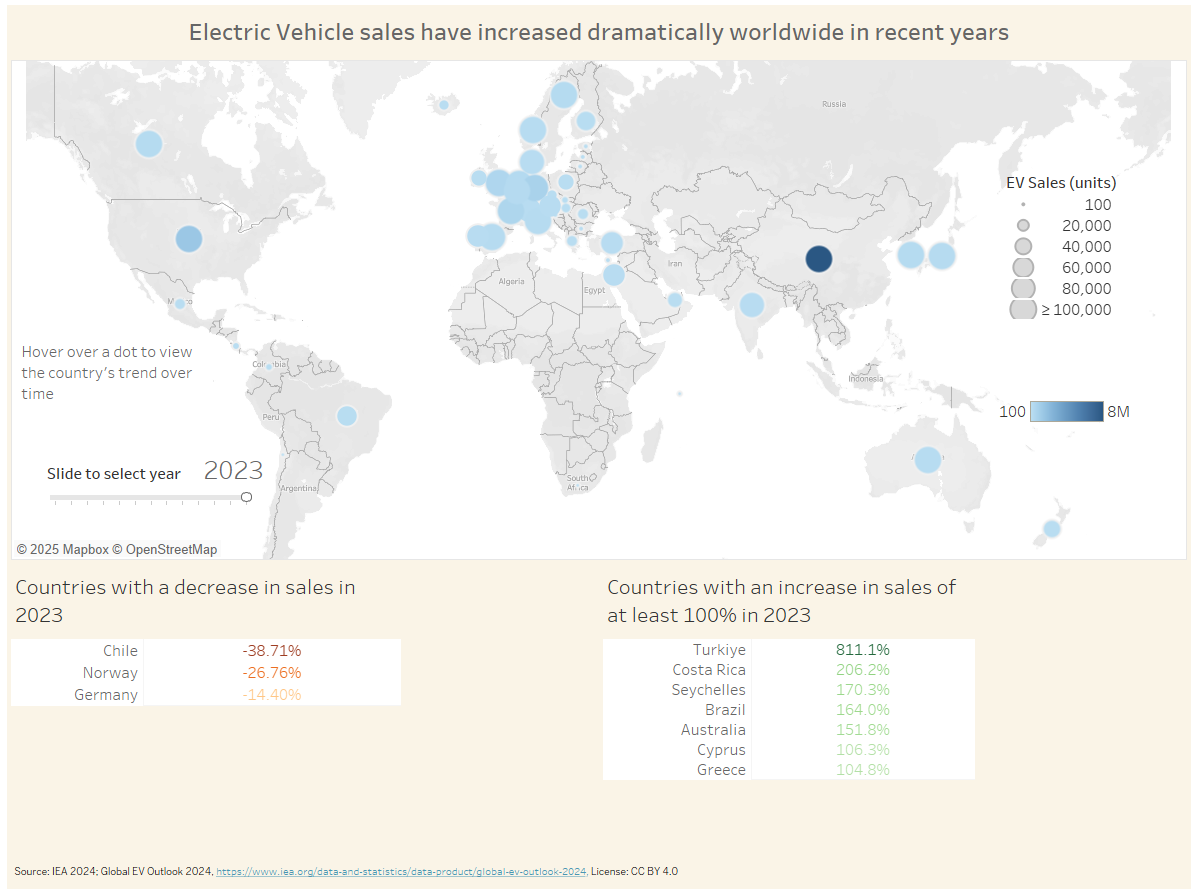 Electric Vehicle sales have increased dramatically worldwide in recent years
Russia
EV Sales (units)
100
20,000
40,000
60,000
80,000
≥ 100,000
Iran
Algeria
Egypt
Hover over a dot to view
the country's trend over
time
Indonesia
Peru
100
8M
Slide to select year 2023
Argentina
South
© 2025 Mapbox © OpenStreetMap
Countries with a decrease in sales in
2023
Chile -38.71%
Norway -26.76%
Germany -14.40%
Countries with an increase in sales of
at least 100% in 2023
Turkiye 811.1%
Costa Rica 206.2%
Seychelles 170.3%
Brazil 164.0%
Australia 151.8%
Cyprus 106.3%
Greece 104.8%
Source: IEA 2024; Global EV Outlook 2024, https://www.iea.org/data-and-statistics/data-product/global-ev-outlook-2024, License: CC BY 4.0